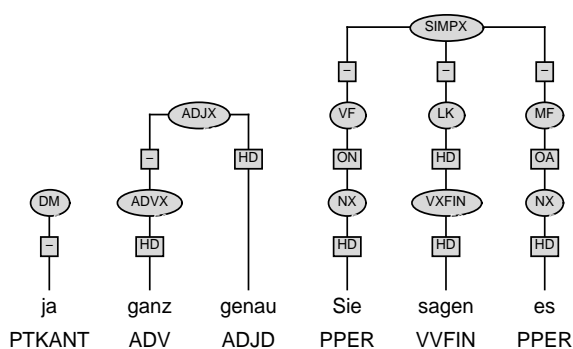 SIMPX
– – –
ADJX VF LK MF
– HD ON HD OA
DM ADVX NX VXFIN NX
– HD HD HD HD
ja ganz genau Sie sagen es
PTKANT ADV ADJD PPER VVFIN PPER